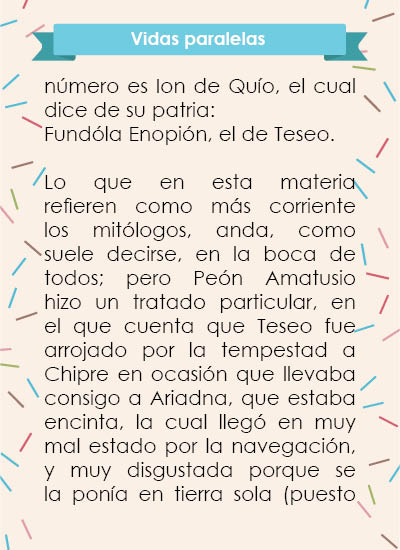 Vidas paralelas
número es Ion de Quío, el cual
dice de su patria:
Fundóla Enopión, el de Teseo.
Lo que en esta materia
refieren como más corriente
los mitólogos, anda, como
suele decirse, en la boca de
todos; pero Peón Amatusio
hizo un tratado particular, en
el que cuenta que Teseo fue
arrojado por la tempestad a
Chipre en ocasión que llevaba
consigo a Ariadna, que estaba
encinta, la cual llegó en muy
mal estado por la navegación,
y muy disgustada porque se
la ponía en tierra sola (puesto